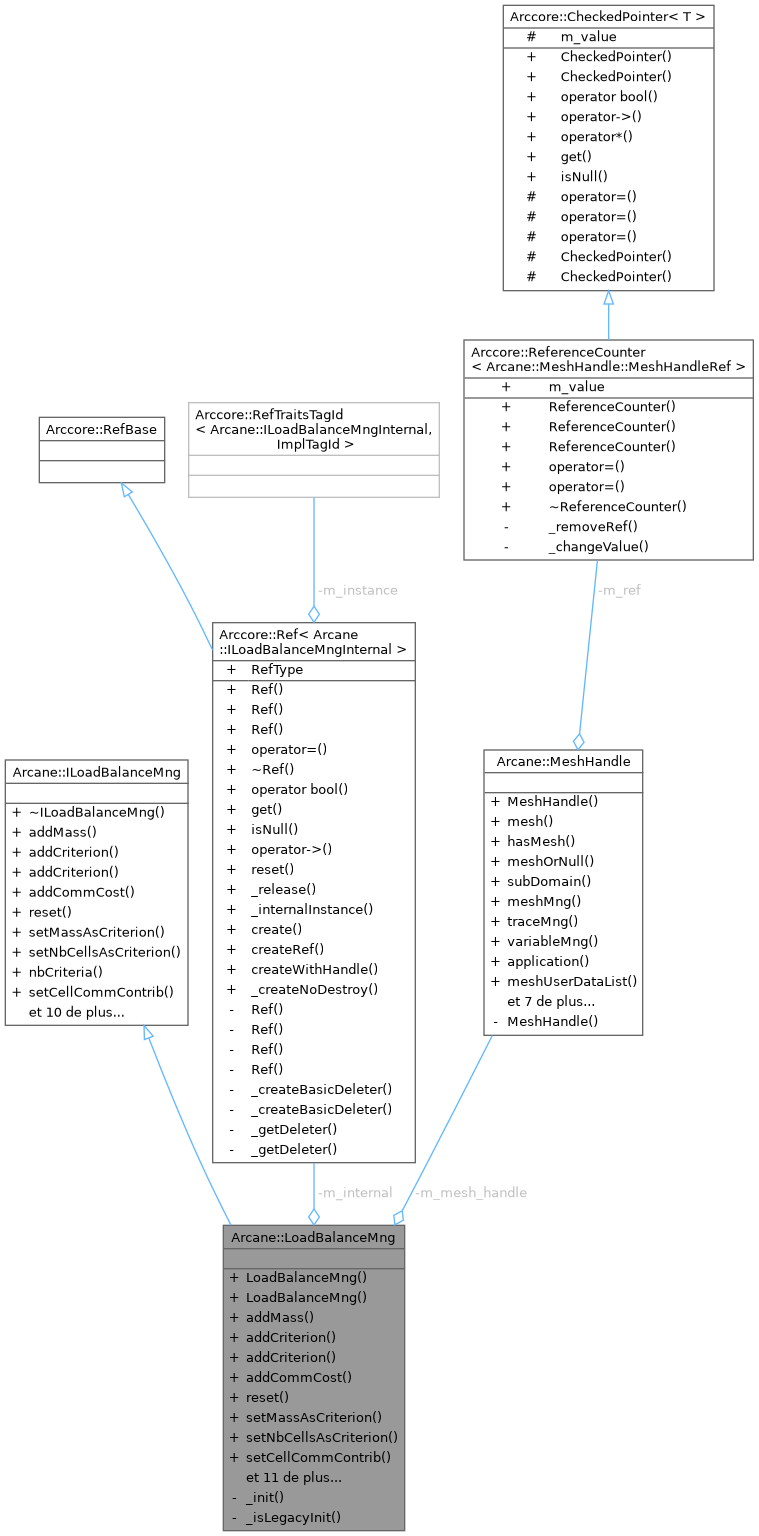 Arccore::CheckedPointer< T >
# m_value
+ CheckedPointer()
+ CheckedPointer()
+ operator bool()
+ operator->()
+ operator*()
+ get()
+ isNull()
# operator=()
# operator=()
# operator=()
# CheckedPointer()
# CheckedPointer()
Arccore::ReferenceCounter
< Arcane::MeshHandle::MeshHandleRef >
+ m_value
+ ReferenceCounter()
+ ReferenceCounter()
+ ReferenceCounter()
+ operator=()
+ operator=()
+ ~ReferenceCounter()
- _removeRef()
- _changeValue()
Arccore::RefBase
Arccore::RefTraitsTagId
< Arcane::ILoadBalanceMngInternal,
ImplTagId >
-m_instance
-m_ref
Arccore::Ref< Arcane
::ILoadBalanceMngInternal >
+ RefType
+ Ref()
+ Ref()
+ Ref()
+ operator=()
+ ~Ref()
+ operator bool()
+ get()
+ isNull()
+ operator->()
+ reset()
+ _release()
+ _internalInstance()
+ create()
+ createRef()
+ createWithHandle()
+ _createNoDestroy()
- Ref()
- Ref()
- Ref()
- Ref()
- _createBasicDeleter()
- _createBasicDeleter()
- _getDeleter()
- _getDeleter()
Arcane::ILoadBalanceMng
+ ~ILoadBalanceMng()
+ addMass()
+ addCriterion()
+ addCriterion()
+ addCommCost()
+ reset()
+ setMassAsCriterion()
+ setNbCellsAsCriterion()
+ nbCriteria()
+ setCellCommContrib()
et 10 de plus...
Arcane::MeshHandle
+ MeshHandle()
+ mesh()
+ hasMesh()
+ meshOrNull()
+ subDomain()
+ meshMng()
+ traceMng()
+ variableMng()
+ application()
+ meshUserDataList()
et 7 de plus...
- MeshHandle()
-m_internal
-m_mesh_handle
Arcane::LoadBalanceMng
+ LoadBalanceMng()
+ LoadBalanceMng()
+ addMass()
+ addCriterion()
+ addCriterion()
+ addCommCost()
+ reset()
+ setMassAsCriterion()
+ setNbCellsAsCriterion()
+ setCellCommContrib()
et 11 de plus...
- _init()
- _isLegacyInit()